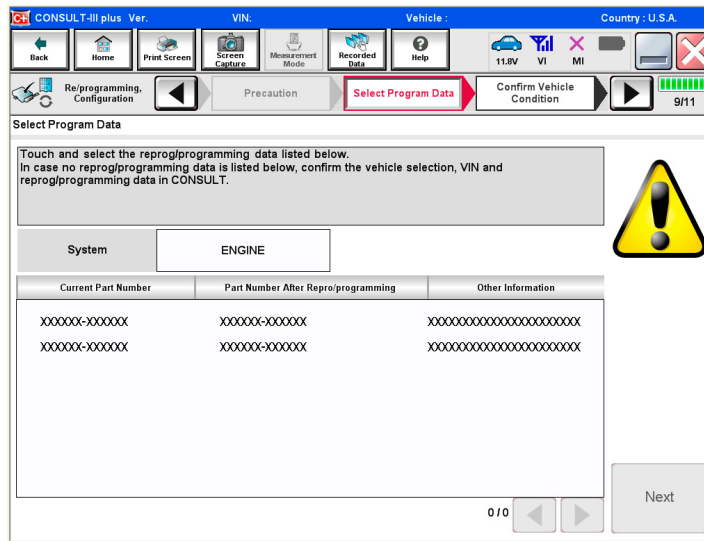 CONSULT-III plus Ver. VIN: Vehicle : Country : U.S.A.
Back
Home
Print Screen
Screen
Capture
Measurement
Mode
Recorded
Data
Help
11.8V VI MI
Re/programming,
Configuration
Precaution
Select Program Data
Confirm Vehicle
Condition
9/11
Select Program Data
Touch and select the reprog/programming data listed below.
In case no reprog/programming data is listed below, confirm the vehicle selection, VIN and
reprog/programming data in CONSULT.
System ENGINE
Current Part Number Part Number After Repro/programming Other Information
XXXXXX-XXXXXX XXXXXX-XXXXXX XXXXXXXXXXXXXXXXXXXXXX
XXXXXX-XXXXXX XXXXXX-XXXXXX XXXXXXXXXXXXXXXXXXXXXX
Next
0/0